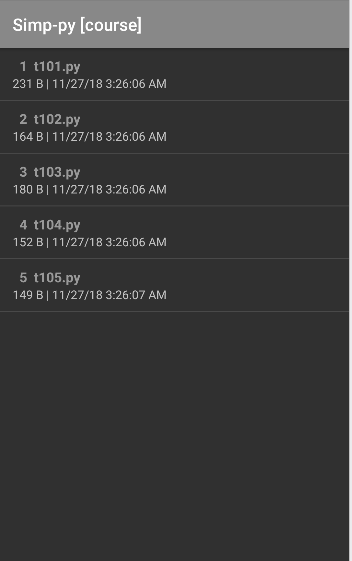 Simp-py [course]
1 t101.py
231 B | 11/27/18 3:26:06 AM
2 t102.py
164 B | 11/27/18 3:26:06 AM
3 t103.py
180 B | 11/27/18 3:26:06 AM
4 t104.py
152 B | 11/27/18 3:26:06 AM
5 t105.py
149 B | 11/27/18 3:26:07 AM